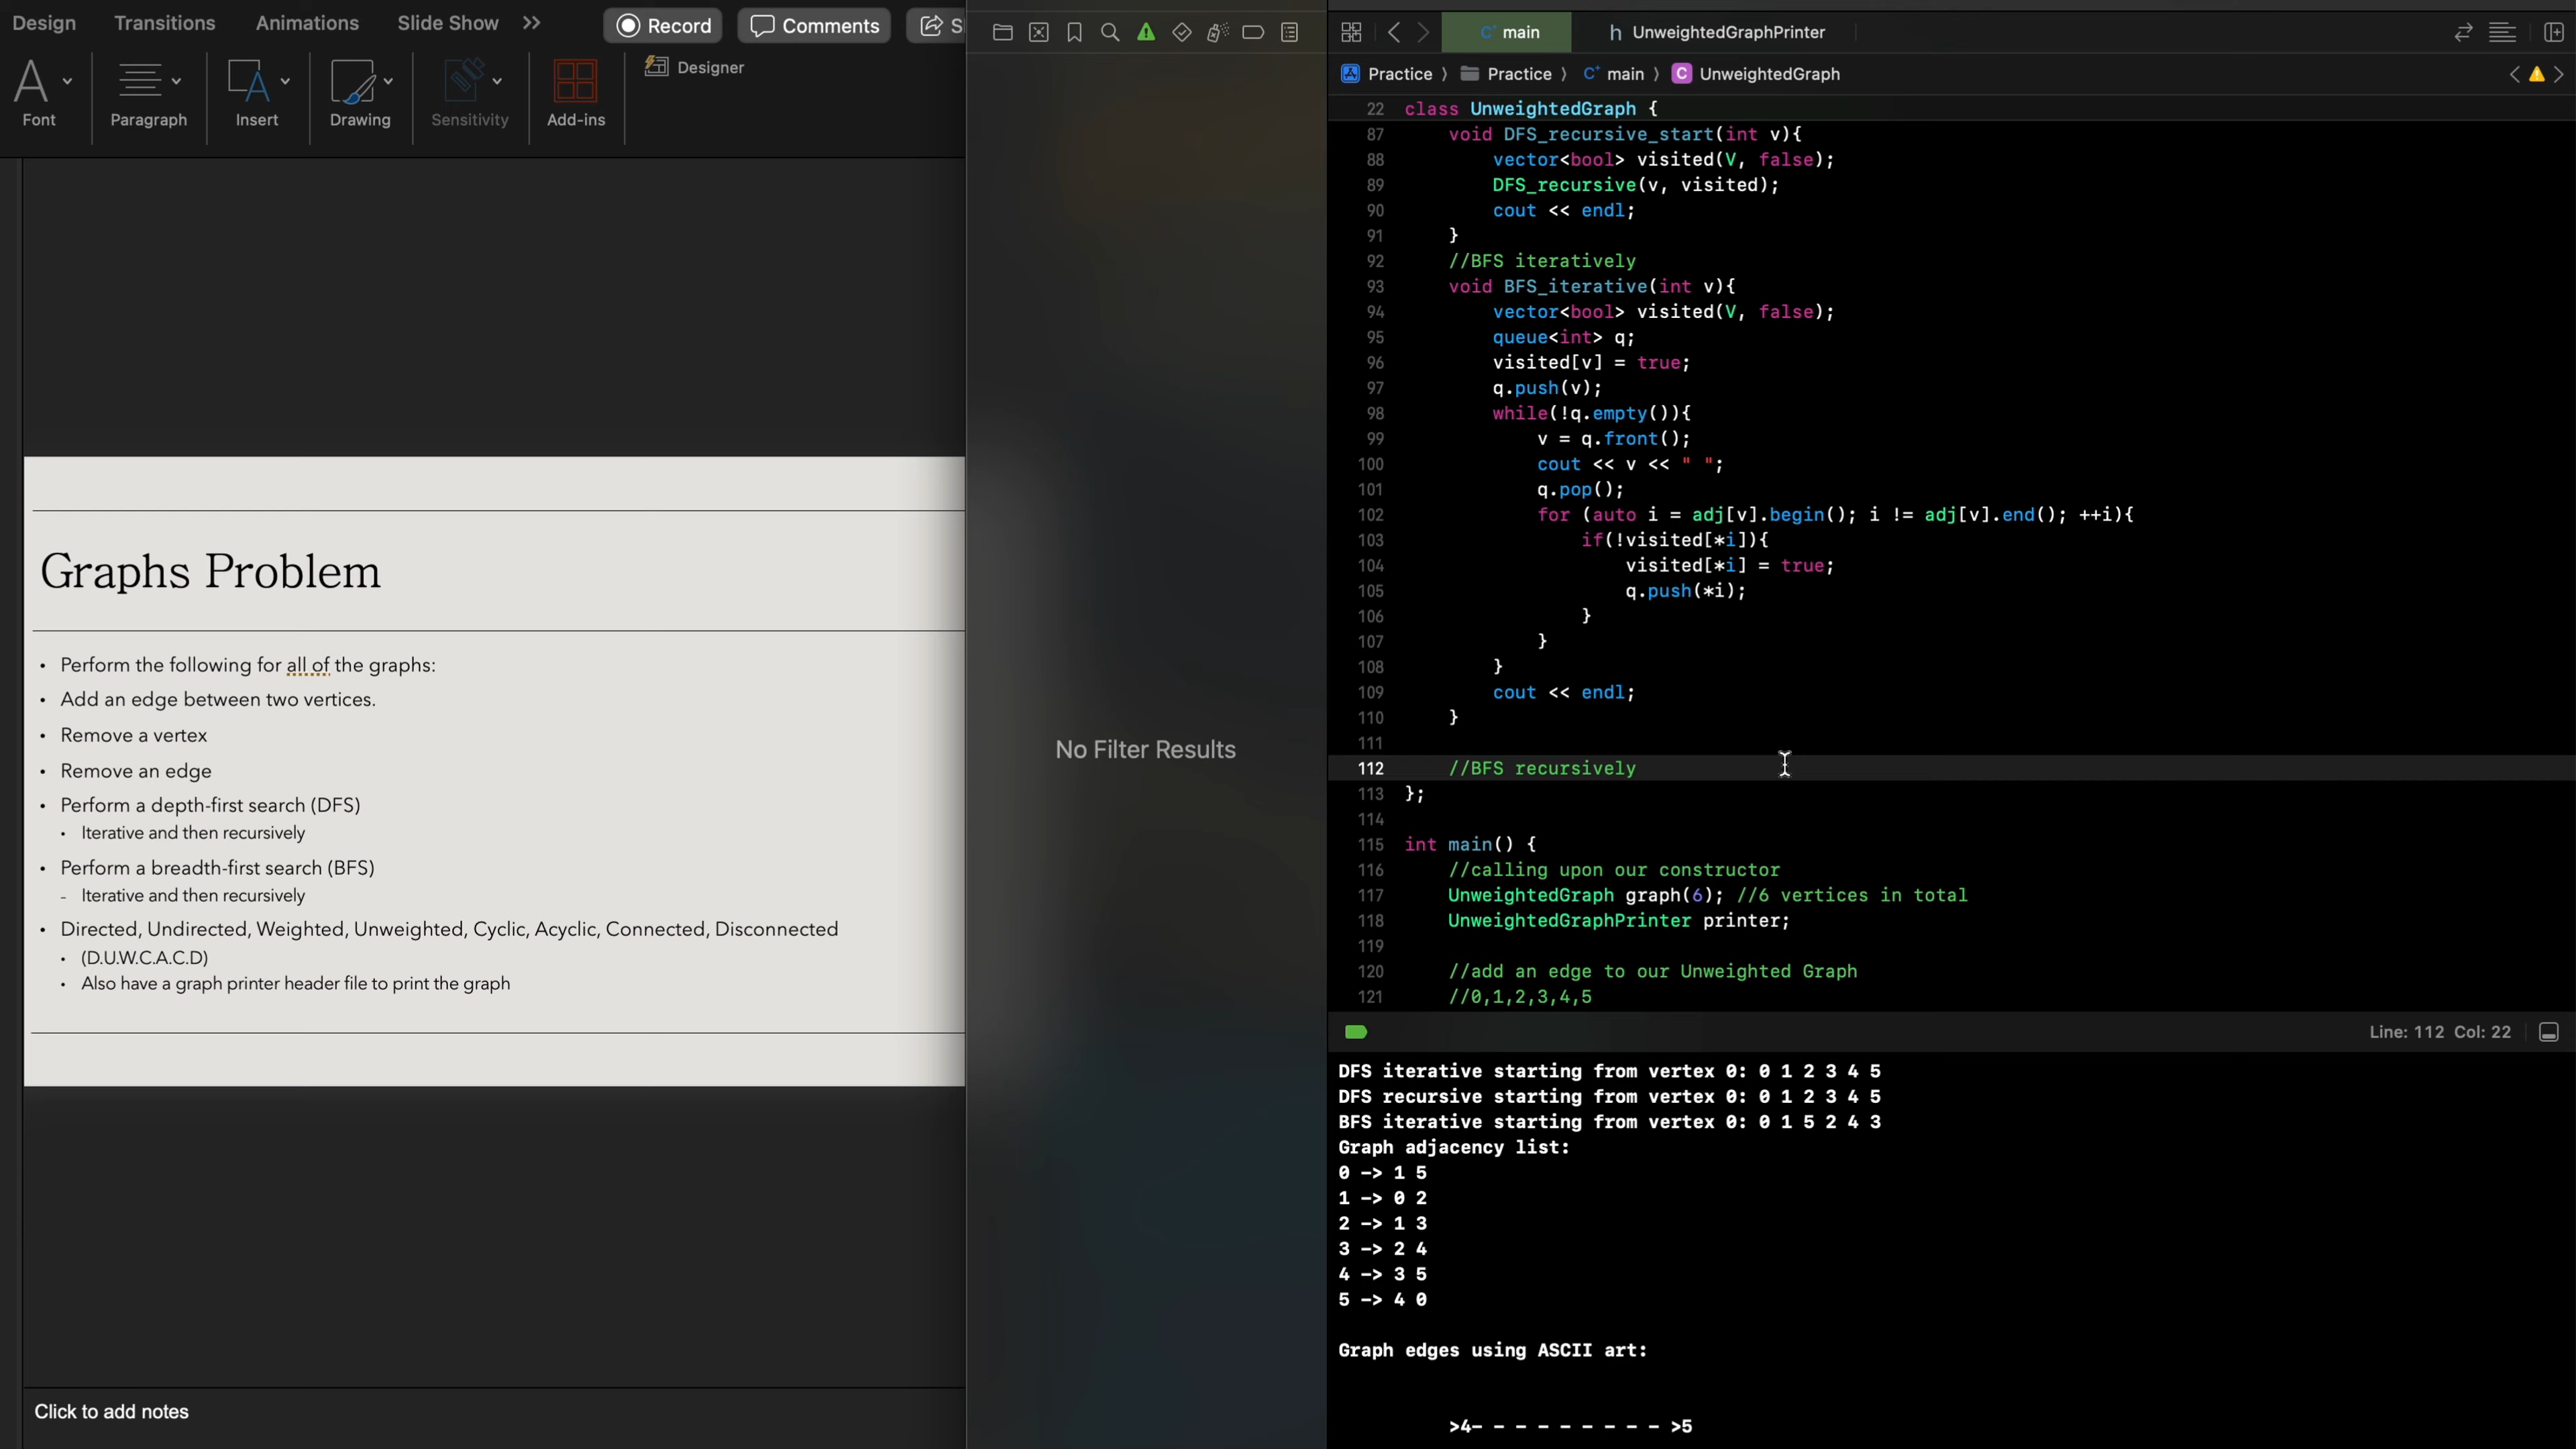 Design Transitions Animations Slide Show >> Record Comments S
Font Paragraph Insert Drawing Sensitivity Add-ins Designer
Graphs Problem
• Perform the following for all of the graphs:
• Add an edge between two vertices.
• Remove a vertex
• Remove an edge
• Perform a depth-first search (DFS)
• Iterative and then recursively
• Perform a breadth-first search (BFS)
- Iterative and then recursively
• Directed, Undirected, Weighted, Unweighted, Cyclic, Acyclic, Connected, Disconnected
• (D.U.W.C.A.C.D)
• Also have a graph printer header file to print the graph
Click to add notes
No Filter Results
main h UnweightedGraphPrinter
Practice 〉 Practice 〉 main 〉 C UnweightedGraph
22 class UnweightedGraph {
87 void DFS_recursive_start(int v){
88 vector<bool> visited(V, false);
89 DFS_recursive(v, visited);
90 cout << endl;
91 }
92 //BFS iteratively
93 void BFS_iterative(int v){
94 vector<bool> visited(V, false);
95 queue<int> q;
96 visited[v] = true;
97 q.push(v);
98 while(!q.empty()){
99 v = q.front();
100 cout << v << " ";
101 q.pop();
102 for (auto i = adj[v].begin(); i != adj[v].end(); ++i){
103 if(!visited[*i]){
104 visited[*i] = true;
105 q.push(*i);
106 }
107 }
108 }
109 cout << endl;
110 }
111
112 //BFS recursively
113 };
114
115 int main() {
116 //calling upon our constructor
117 UnweightedGraph graph(6); //6 vertices in total
118 UnweightedGraphPrinter printer;
119
120 //add an edge to our Unweighted Graph
121 //0,1,2,3,4,5
Line: 112 Col: 22
DFS iterative starting from vertex 0: 0 1 2 3 4 5
DFS recursive starting from vertex 0: 0 1 2 3 4 5
BFS iterative starting from vertex 0: 0 1 5 2 4 3
Graph adjacency list:
0 -> 1 5
1 -> 0 2
2 -> 1 3
3 -> 2 4
4 -> 3 5
5 -> 4 0
Graph edges using ASCII art:
>4- - - - - - - - - >5